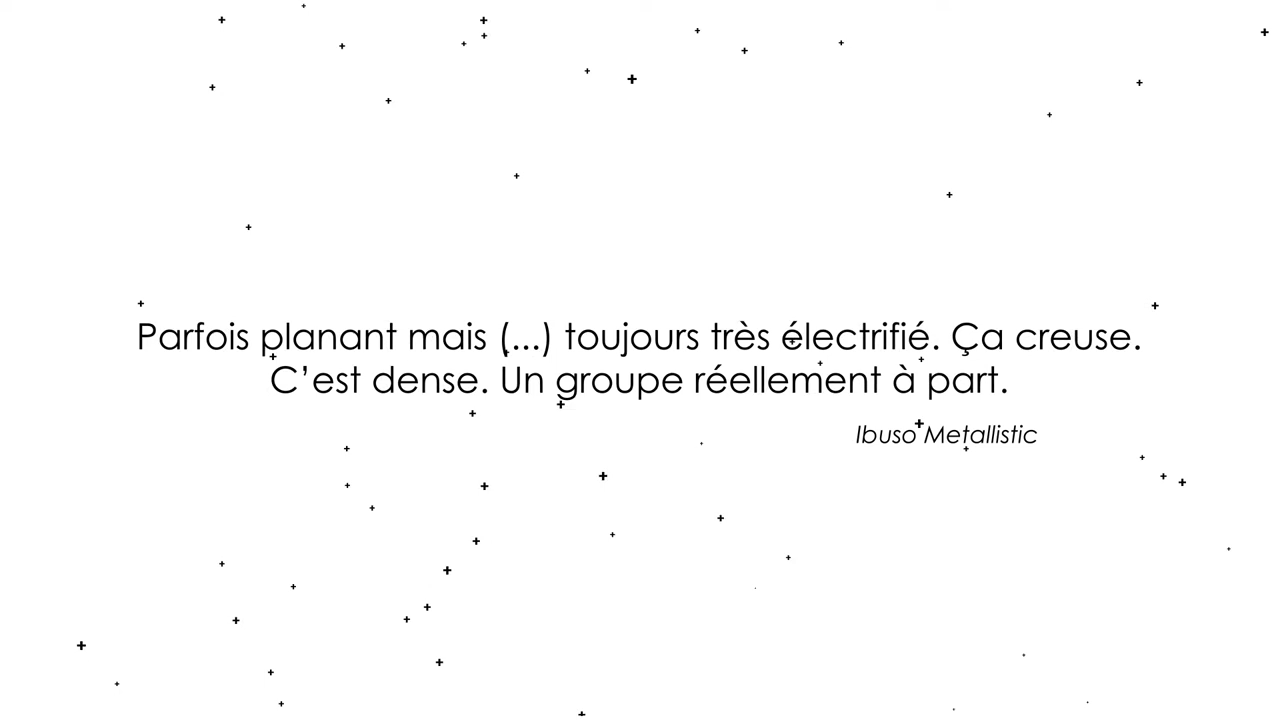 Parfois planant mais (...) toujours très électrifié. Ça creuse.
C’est dense. Un groupe réellement à part.
Ibuso Metallistic